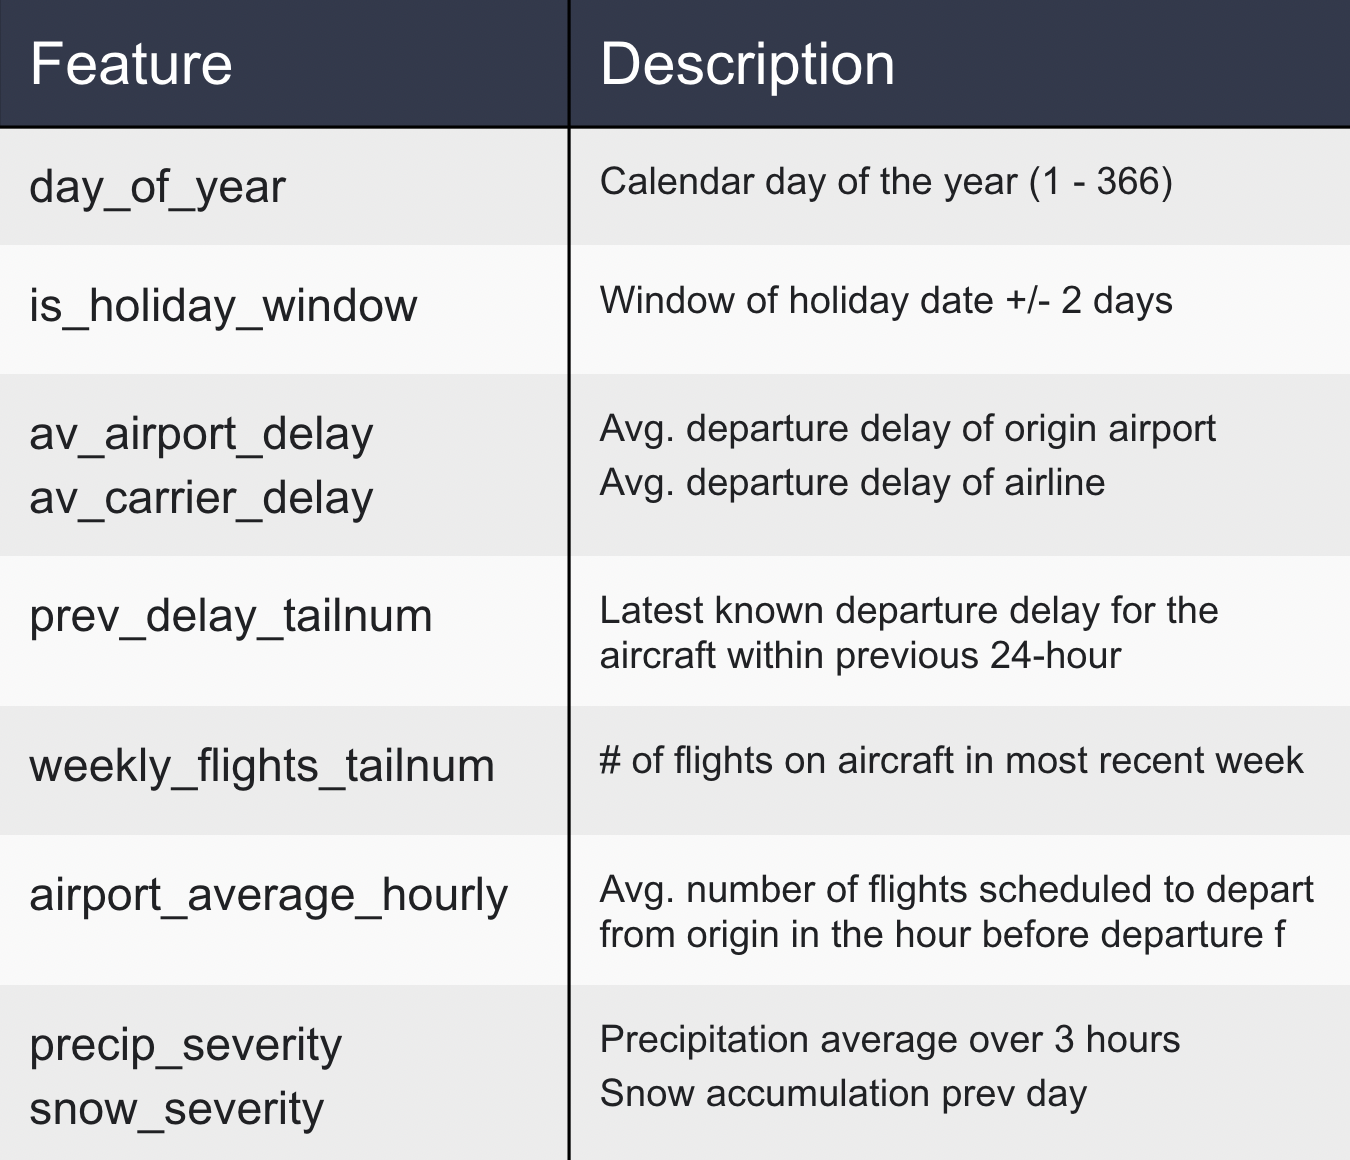 Feature Description
day_of_year Calendar day of the year (1 - 366)
is_holiday_window Window of holiday date +/- 2 days
av_airport_delay Avg. departure delay of origin airport
av_carrier_delay Avg. departure delay of airline
prev_delay_tailnum Latest known departure delay for the
aircraft within previous 24-hour
weekly_flights_tailnum # of flights on aircraft in most recent week
airport_average_hourly Avg. number of flights scheduled to depart
from origin in the hour before departure f
precip_severity Precipitation average over 3 hours
snow_severity Snow accumulation prev day